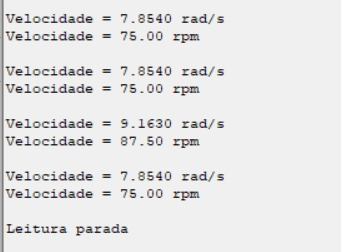 Velocidade = 7.8540 rad/s
Velocidade = 75.00 rpm
Velocidade = 7.8540 rad/s
Velocidade = 75.00 rpm
Velocidade = 9.1630 rad/s
Velocidade = 87.50 rpm
Velocidade = 7.8540 rad/s
Velocidade = 75.00 rpm
Leitura parada